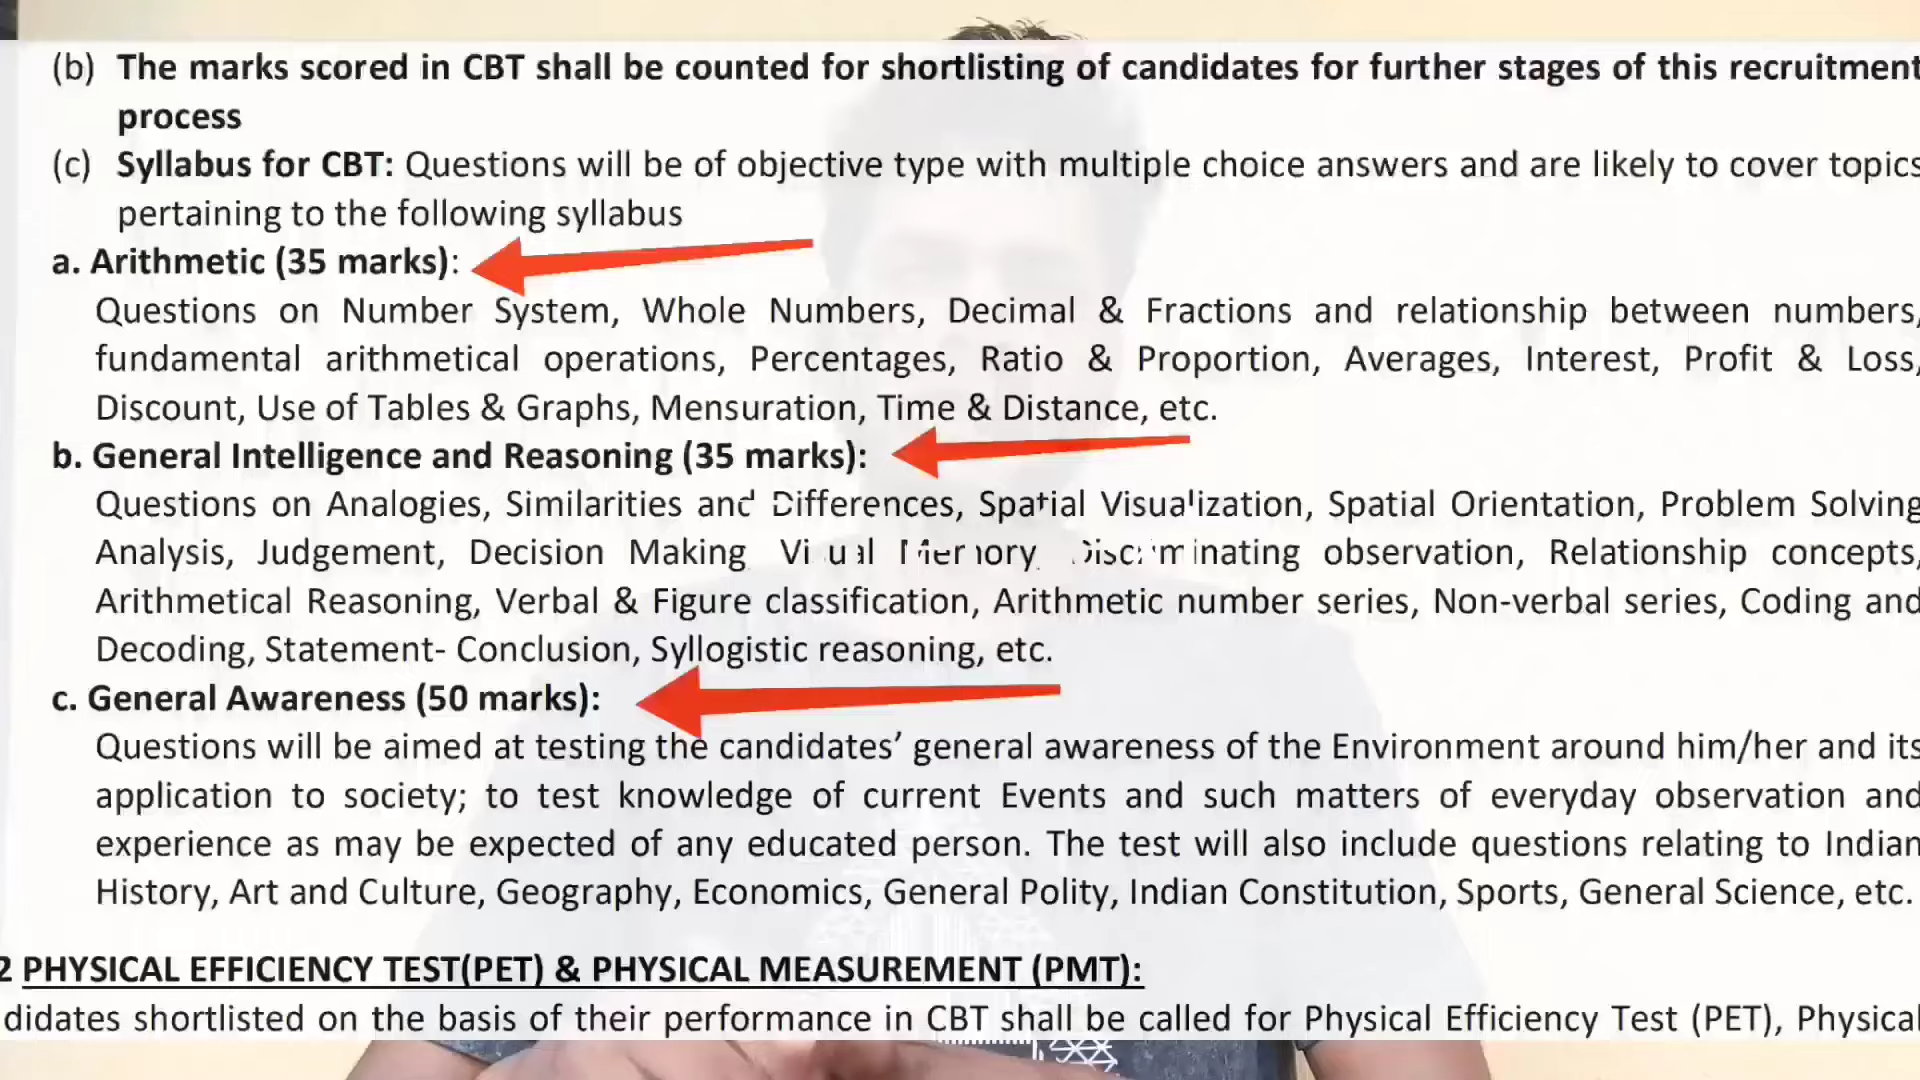 (b) The marks scored in CBT shall be counted for shortlisting of candidates for further stages of this recruitment
process
(c) Syllabus for CBT: Questions will be of objective type with multiple choice answers and are likely to cover topics
pertaining to the following syllabus
a. Arithmetic (35 marks):
Questions on Number System, Whole Numbers, Decimal & Fractions and relationship between numbers,
fundamental arithmetical operations, Percentages, Ratio & Proportion, Averages, Interest, Profit & Loss,
Discount, Use of Tables & Graphs, Mensuration, Time & Distance, etc.
b. General Intelligence and Reasoning (35 marks):
Questions on Analogies, Similarities and Differences, Spatial Visualization, Spatial Orientation, Problem Solving
Analysis, Judgement, Decision Making Visual Memory Discriminating observation, Relationship concepts,
Arithmetical Reasoning, Verbal & Figure classification, Arithmetic number series, Non-verbal series, Coding and
Decoding, Statement- Conclusion, Syllogistic reasoning, etc.
c. General Awareness (50 marks):
Questions will be aimed at testing the candidates’ general awareness of the Environment around him/her and its
application to society; to test knowledge of current Events and such matters of everyday observation and
experience as may be expected of any educated person. The test will also include questions relating to Indian
History, Art and Culture, Geography, Economics, General Polity, Indian Constitution, Sports, General Science, etc.
2 PHYSICAL EFFICIENCY TEST(PET) & PHYSICAL MEASUREMENT (PMT):
didates shortlisted on the basis of their performance in CBT shall be called for Physical Efficiency Test (PET), Physical